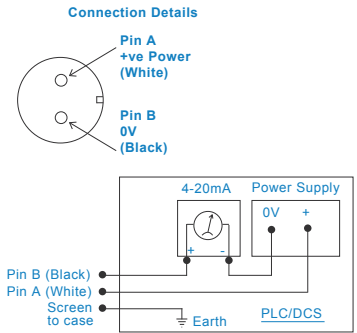 Connection Details
Pin A
+ve Power
(White)
Pin B
0V
(Black)
4-20mA
Power Supply
0V +
+ -
Pin B (Black)
Pin A (White)
Screen
to case
Earth
PLC/DCS